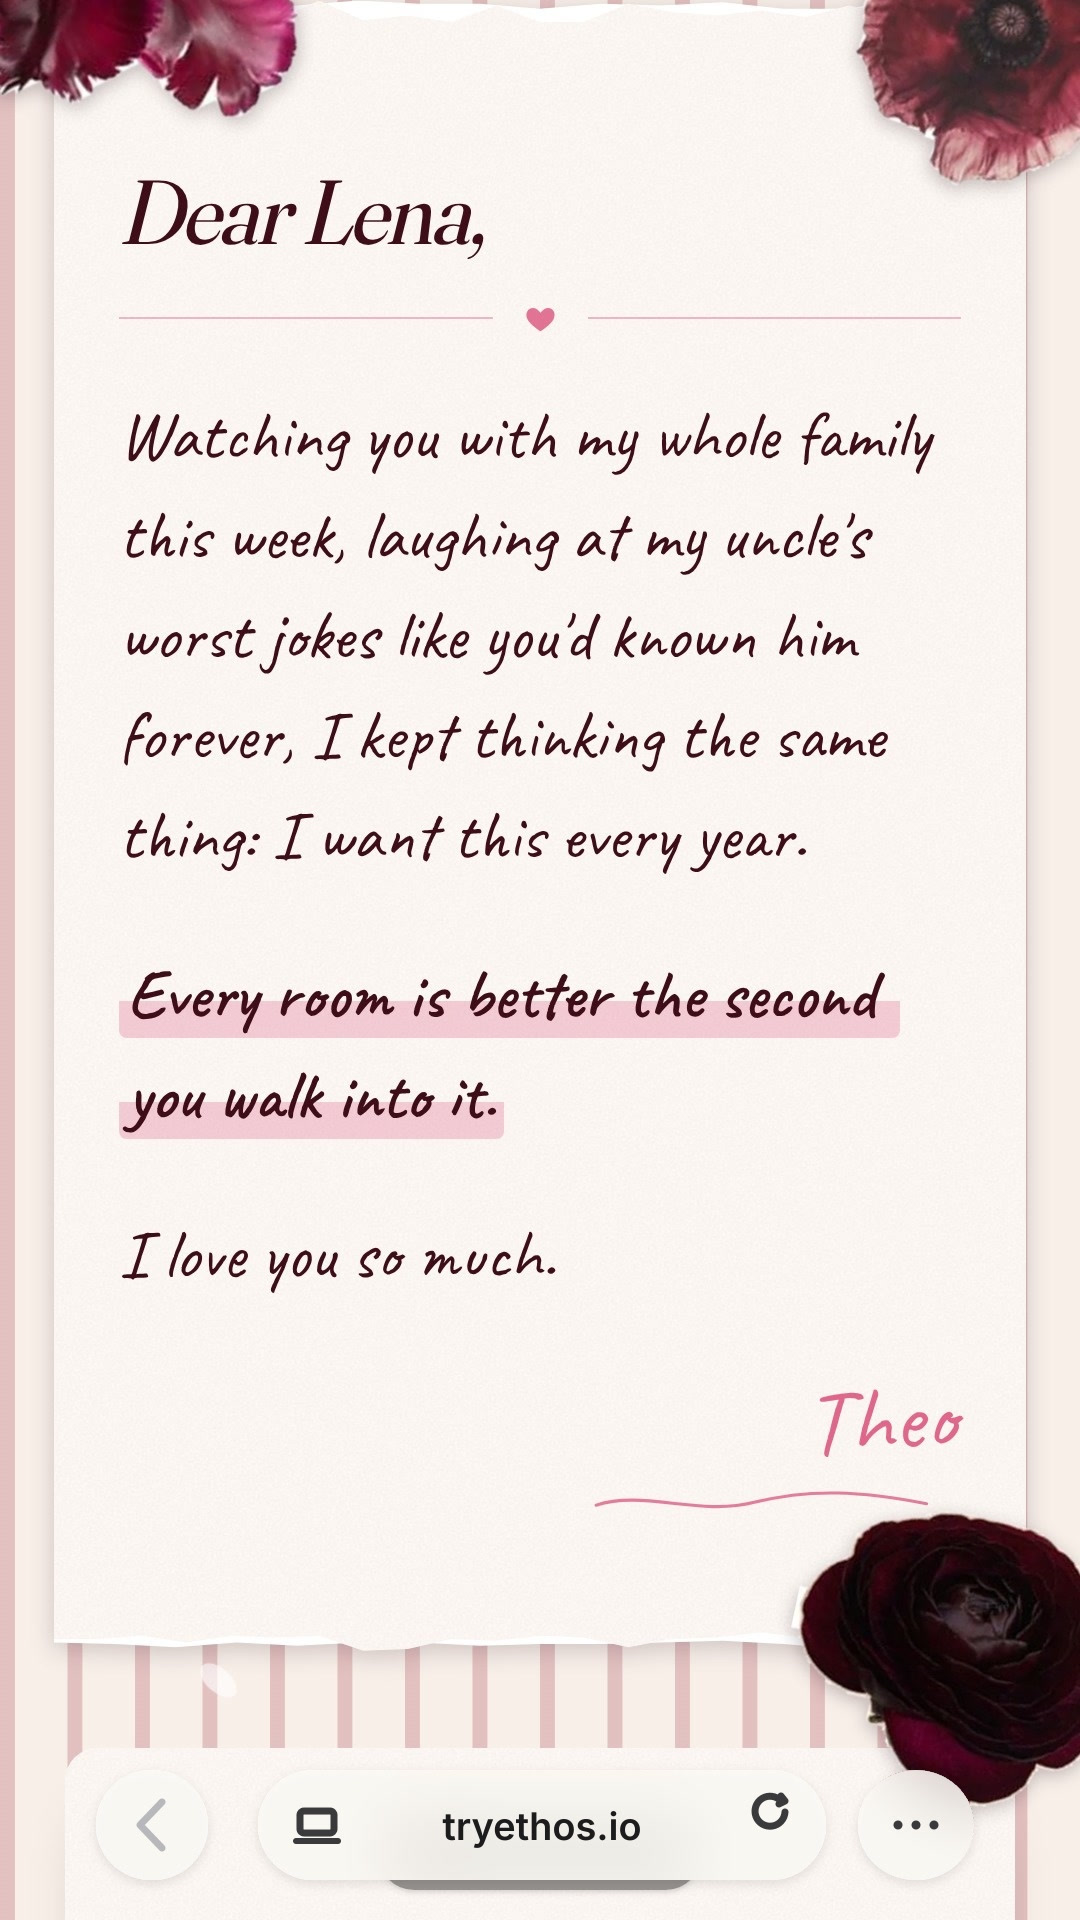 Dear Lena,
Watching you with my whole family
this week, laughing at my uncle's
worst jokes like you'd known him
forever, I kept thinking the same
thing: I want this every year.
Every room is better the second
you walk into it.
I love you so much.
Theo
tryethos.io